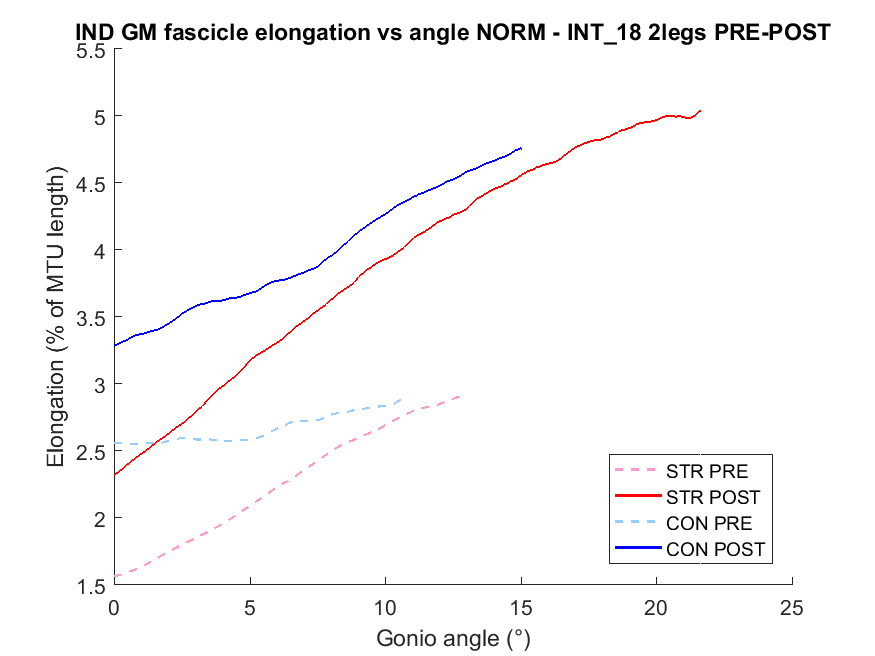 IND GM fascicle elongation vs angle NORM - INT_18 2legs PRE-POST
5.5
5
4.5
4
3.5
3
2.5
2
1.5
Elongation (% of MTU length)
STR PRE
STR POST
CON PRE
CON POST
0 5 10 15 20 25
Gonio angle (°)